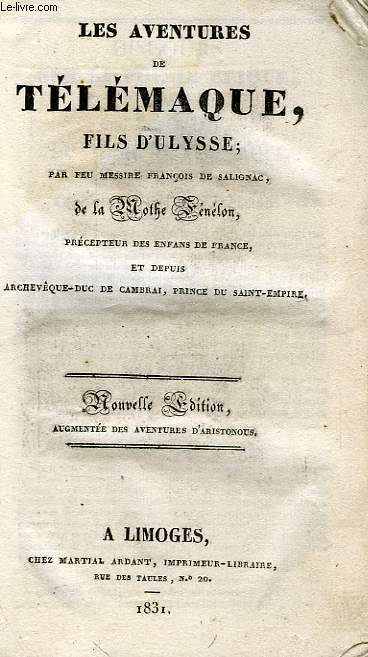 Le-livre.com
LES AVENTURES
DE
TÉLÉMAQUE,
FILS D'ULYSSE;
PAR FEU MESSIRE FRANÇOIS DE SALIGNAC,
de la Mothe Fénélon,
PRÉCEPTEUR DES ENFANS DE FRANCE,
ET DEPUIS
ARCHEVÊQUE-DUC DE CAMBRAI, PRINCE DU SAINT-EMPIRE,
Nouvelle Edition,
AUGMENTÉE DES AVENTURES D'ARISTONOUS.
A LIMOGES,
CHEZ MARTIAL ARDANT, IMPRIMEUR-LIBRAIRE,
RUE DES TAULES, N.º 20.
1831.